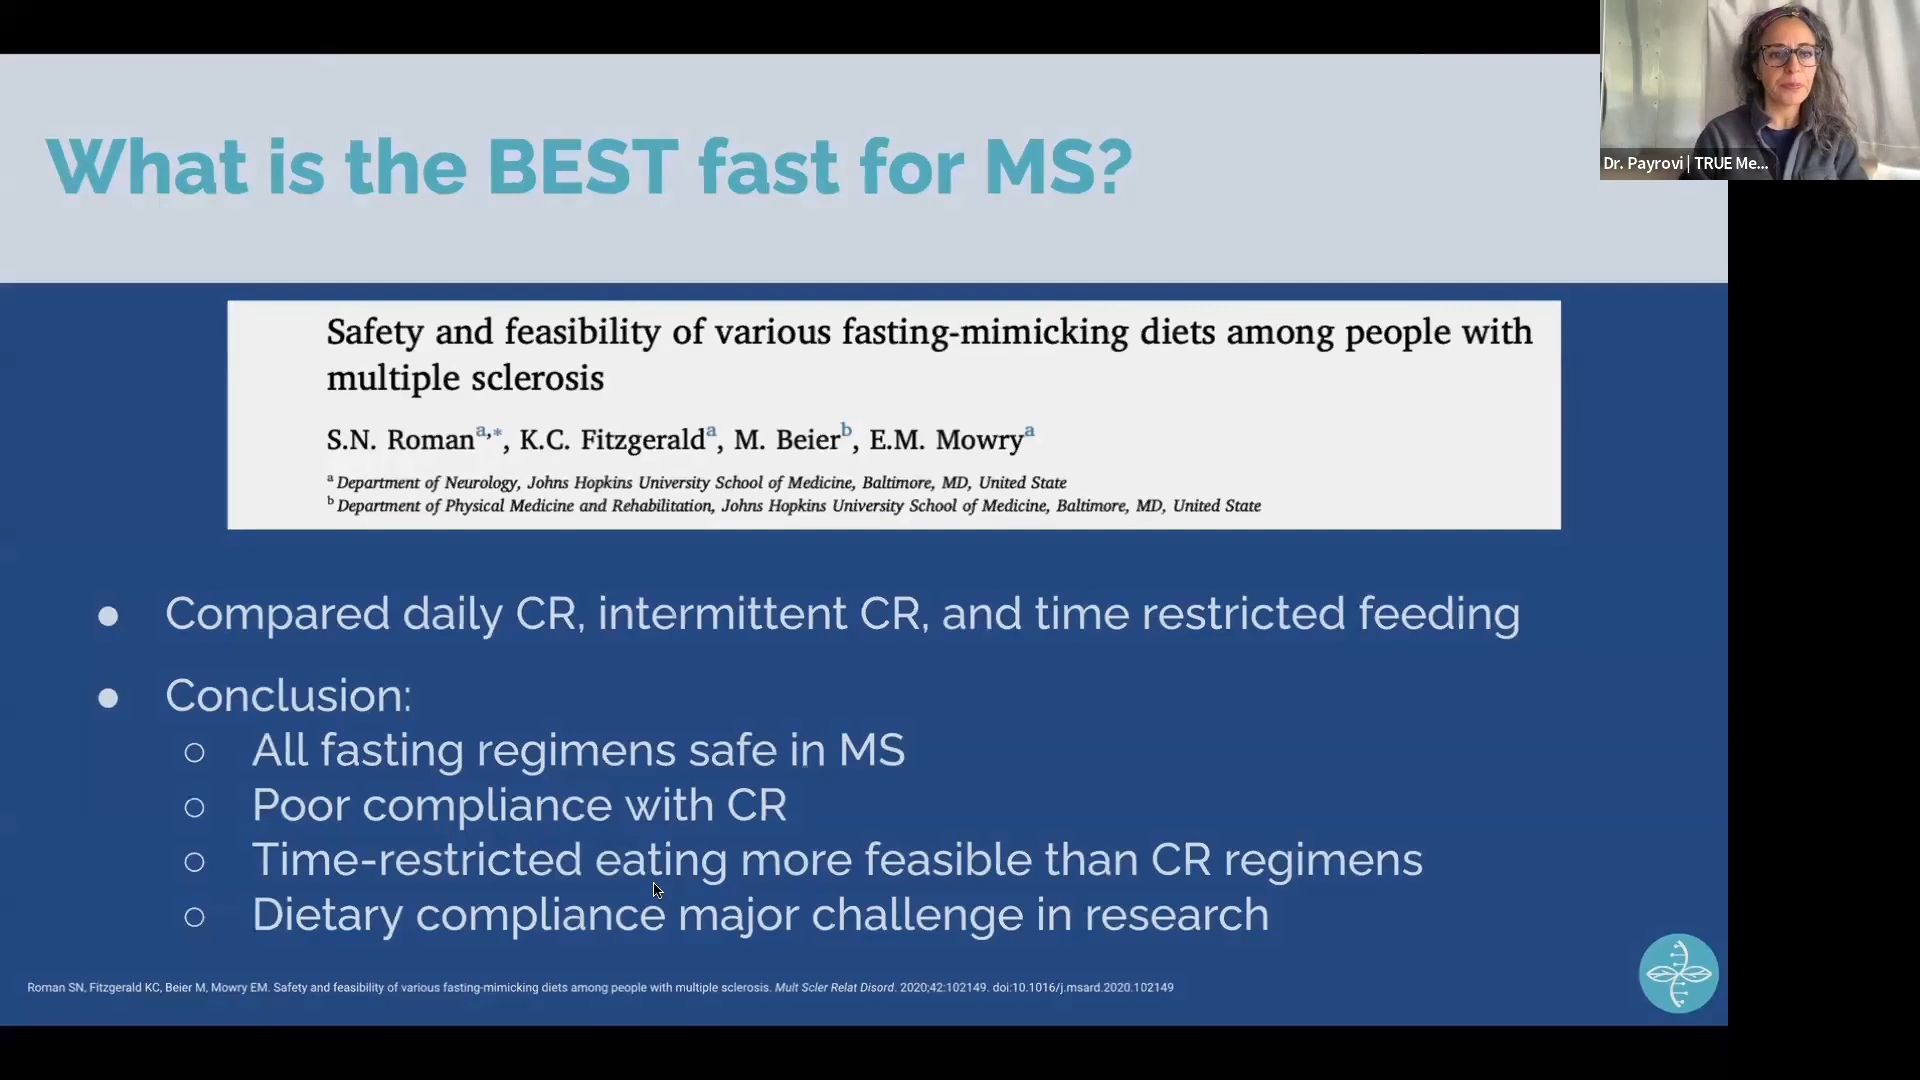 Dr. Payrovi | TRUE Me...
What is the BEST fast for MS?
Safety and feasibility of various fasting-mimicking diets among people with
multiple sclerosis
S.N. Roman a,*, K.C. Fitzgerald a, M. Beier b, E.M. Mowry a
a Department of Neurology, Johns Hopkins University School of Medicine, Baltimore, MD, United State
b Department of Physical Medicine and Rehabilitation, Johns Hopkins University School of Medicine, Baltimore, MD, United State
● Compared daily CR, intermittent CR, and time restricted feeding
● Conclusion:
○ All fasting regimens safe in MS
○ Poor compliance with CR
○ Time-restricted eating more feasible than CR regimens
○ Dietary compliance major challenge in research
Roman SN, Fitzgerald KC, Beier M, Mowry EM. Safety and feasibility of various fasting-mimicking diets among people with multiple sclerosis. Mult Scler Relat Disord. 2020;42:102149. doi:10.1016/j.msard.2020.102149